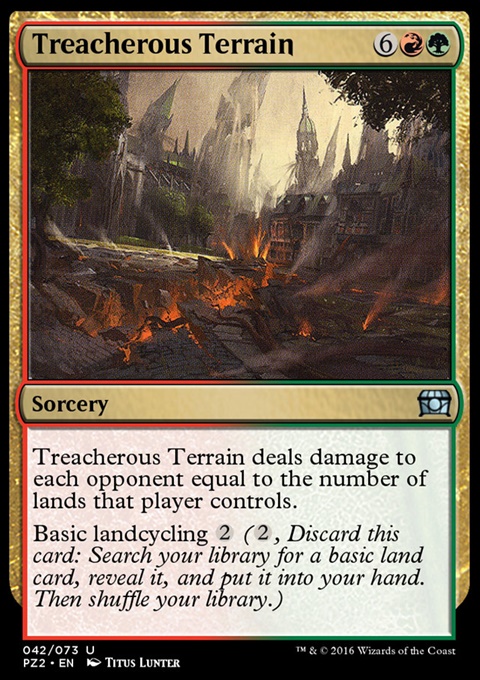 Treacherous Terrain 6
Sorcery
Treacherous Terrain deals damage to
each opponent equal to the number of
lands that player controls.
Basic landcycling 2 (2, Discard this
card: Search your library for a basic land
card, reveal it, and put it into your hand.
Then shuffle your library.)
042/073 U
PZ2 • EN Titus Lunter
™ & © 2016 Wizards of the Coast